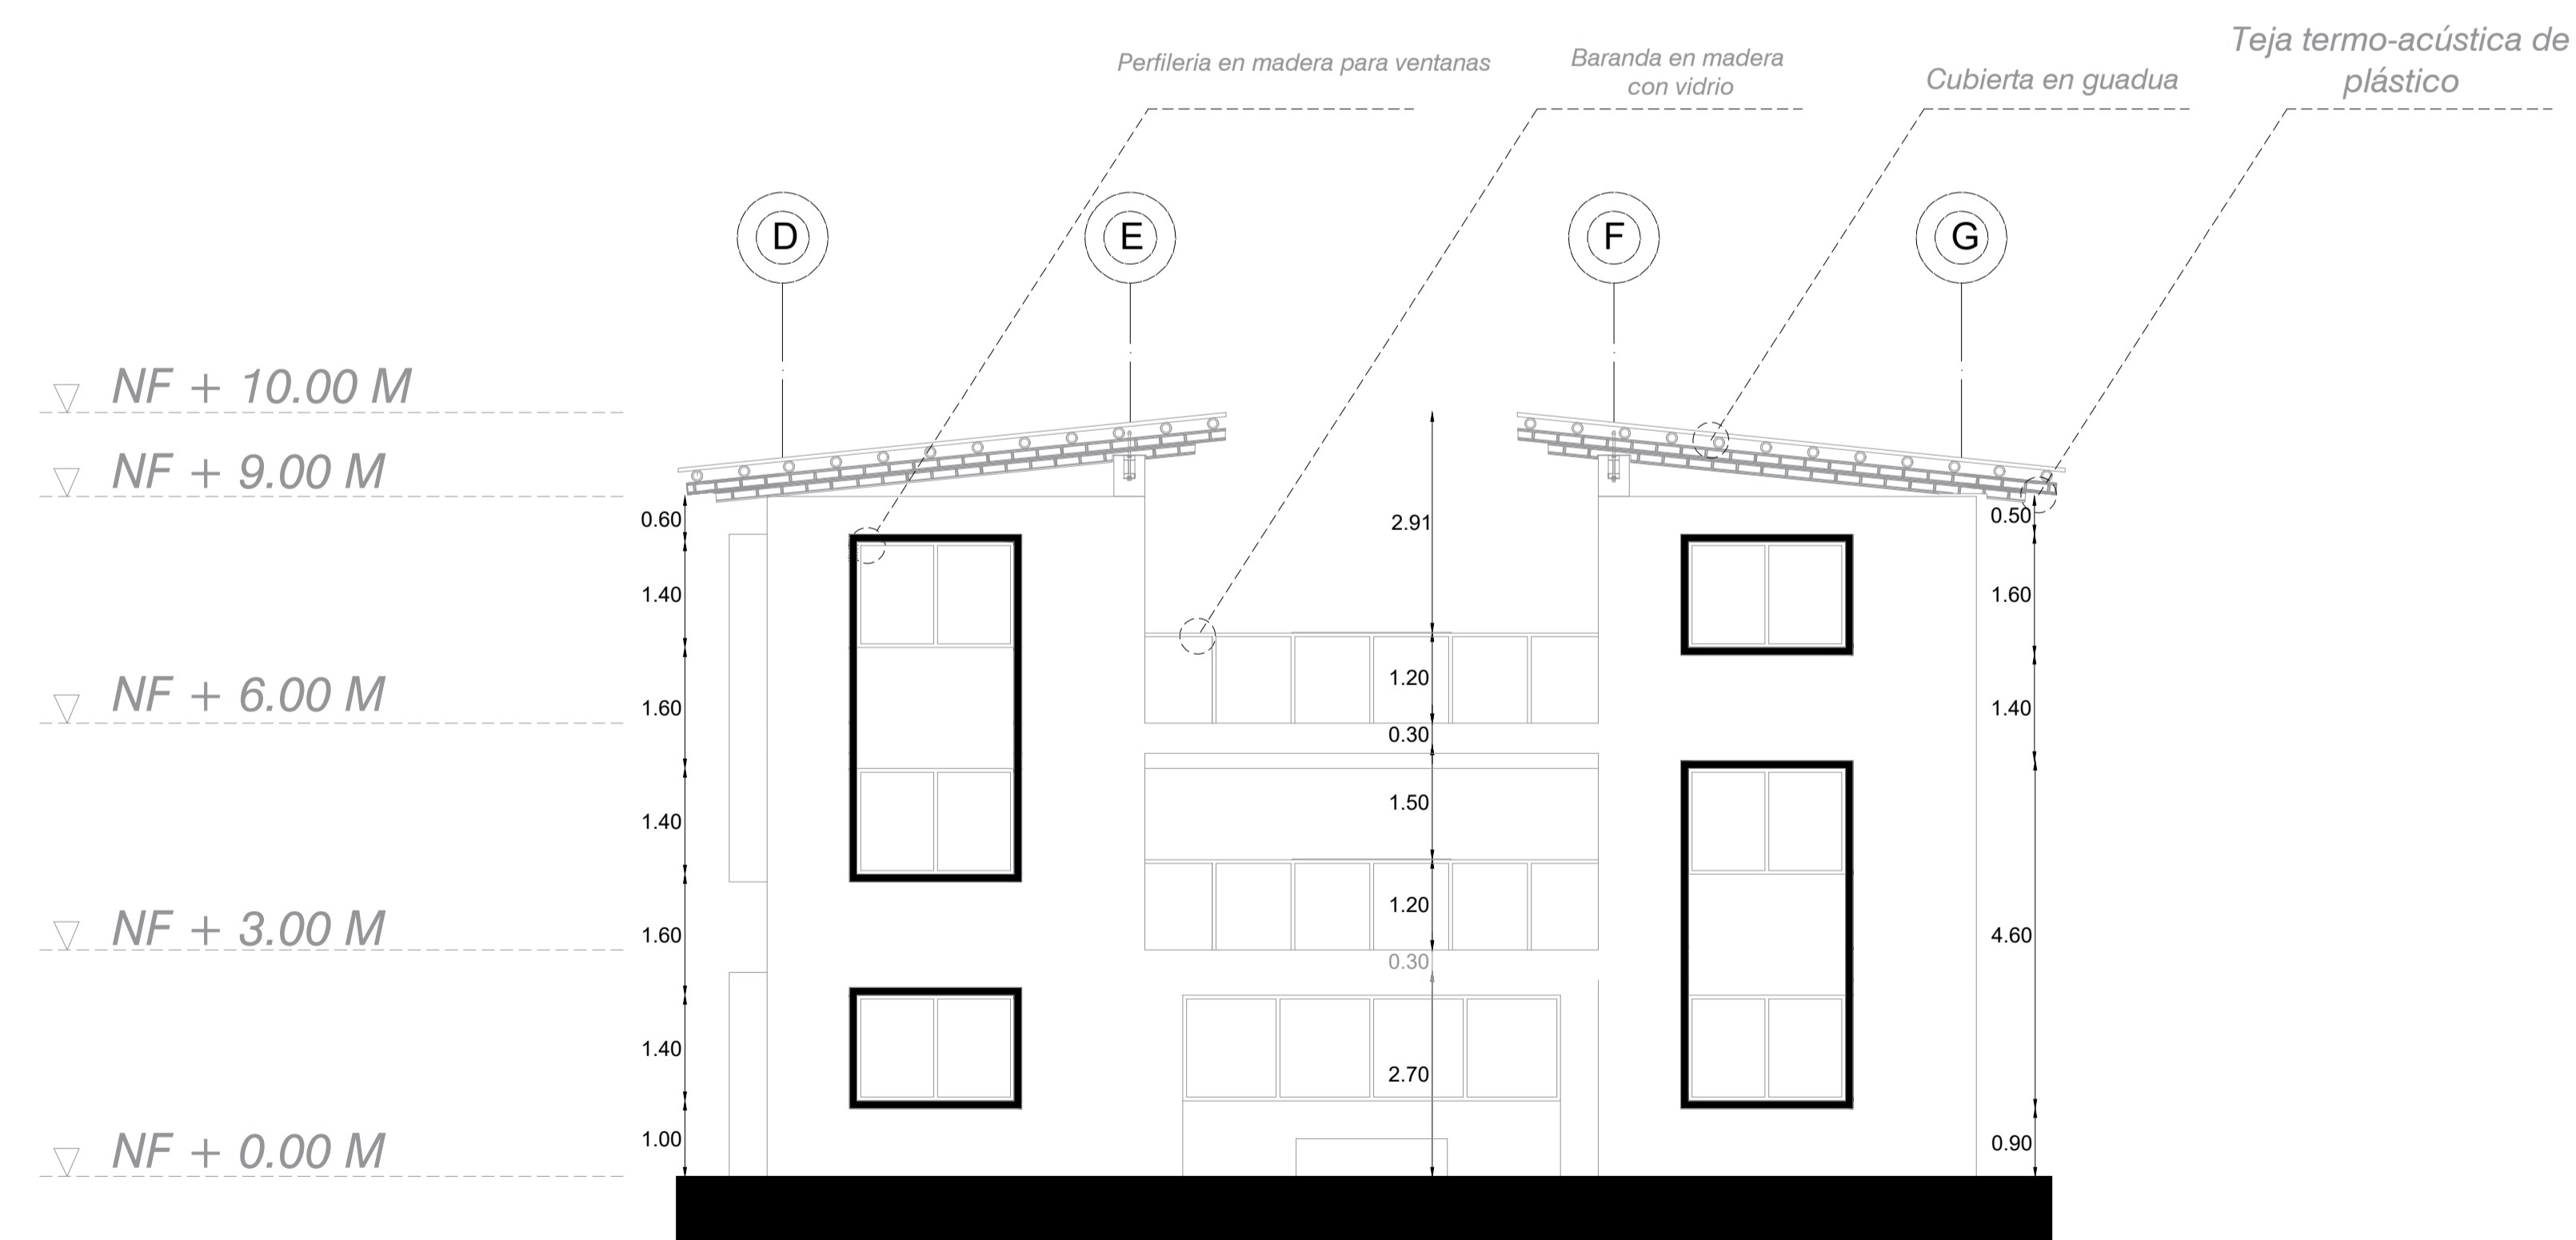 Perfileria en madera para ventanas
Baranda en madera
con vidrio
Cubierta en guadua
Teja termo-acústica de
plástico
D
E
F
G
NF + 10.00 M
NF + 9.00 M
NF + 6.00 M
NF + 3.00 M
NF + 0.00 M
0.60
1.40
1.60
1.40
1.60
1.40
1.00
2.91
1.20
0.30
1.50
1.20
0.30
2.70
0.50
1.60
1.40
4.60
0.90